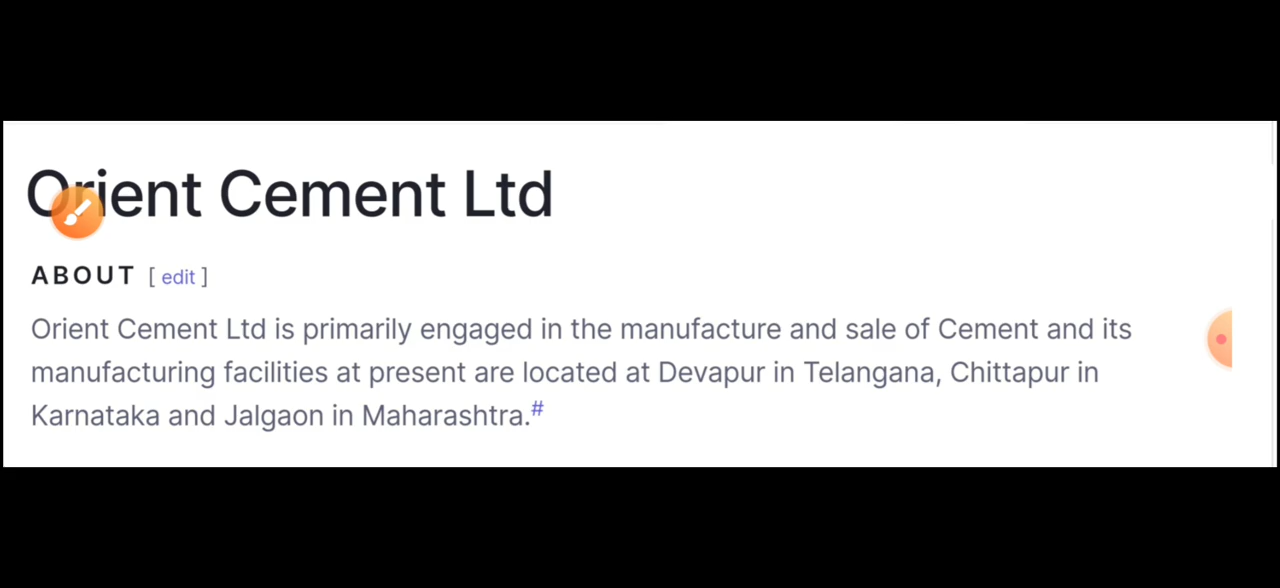 Orient Cement Ltd
ABOUT [ edit ]
Orient Cement Ltd is primarily engaged in the manufacture and sale of Cement and its
manufacturing facilities at present are located at Devapur in Telangana, Chittapur in
Karnataka and Jalgaon in Maharashtra.#